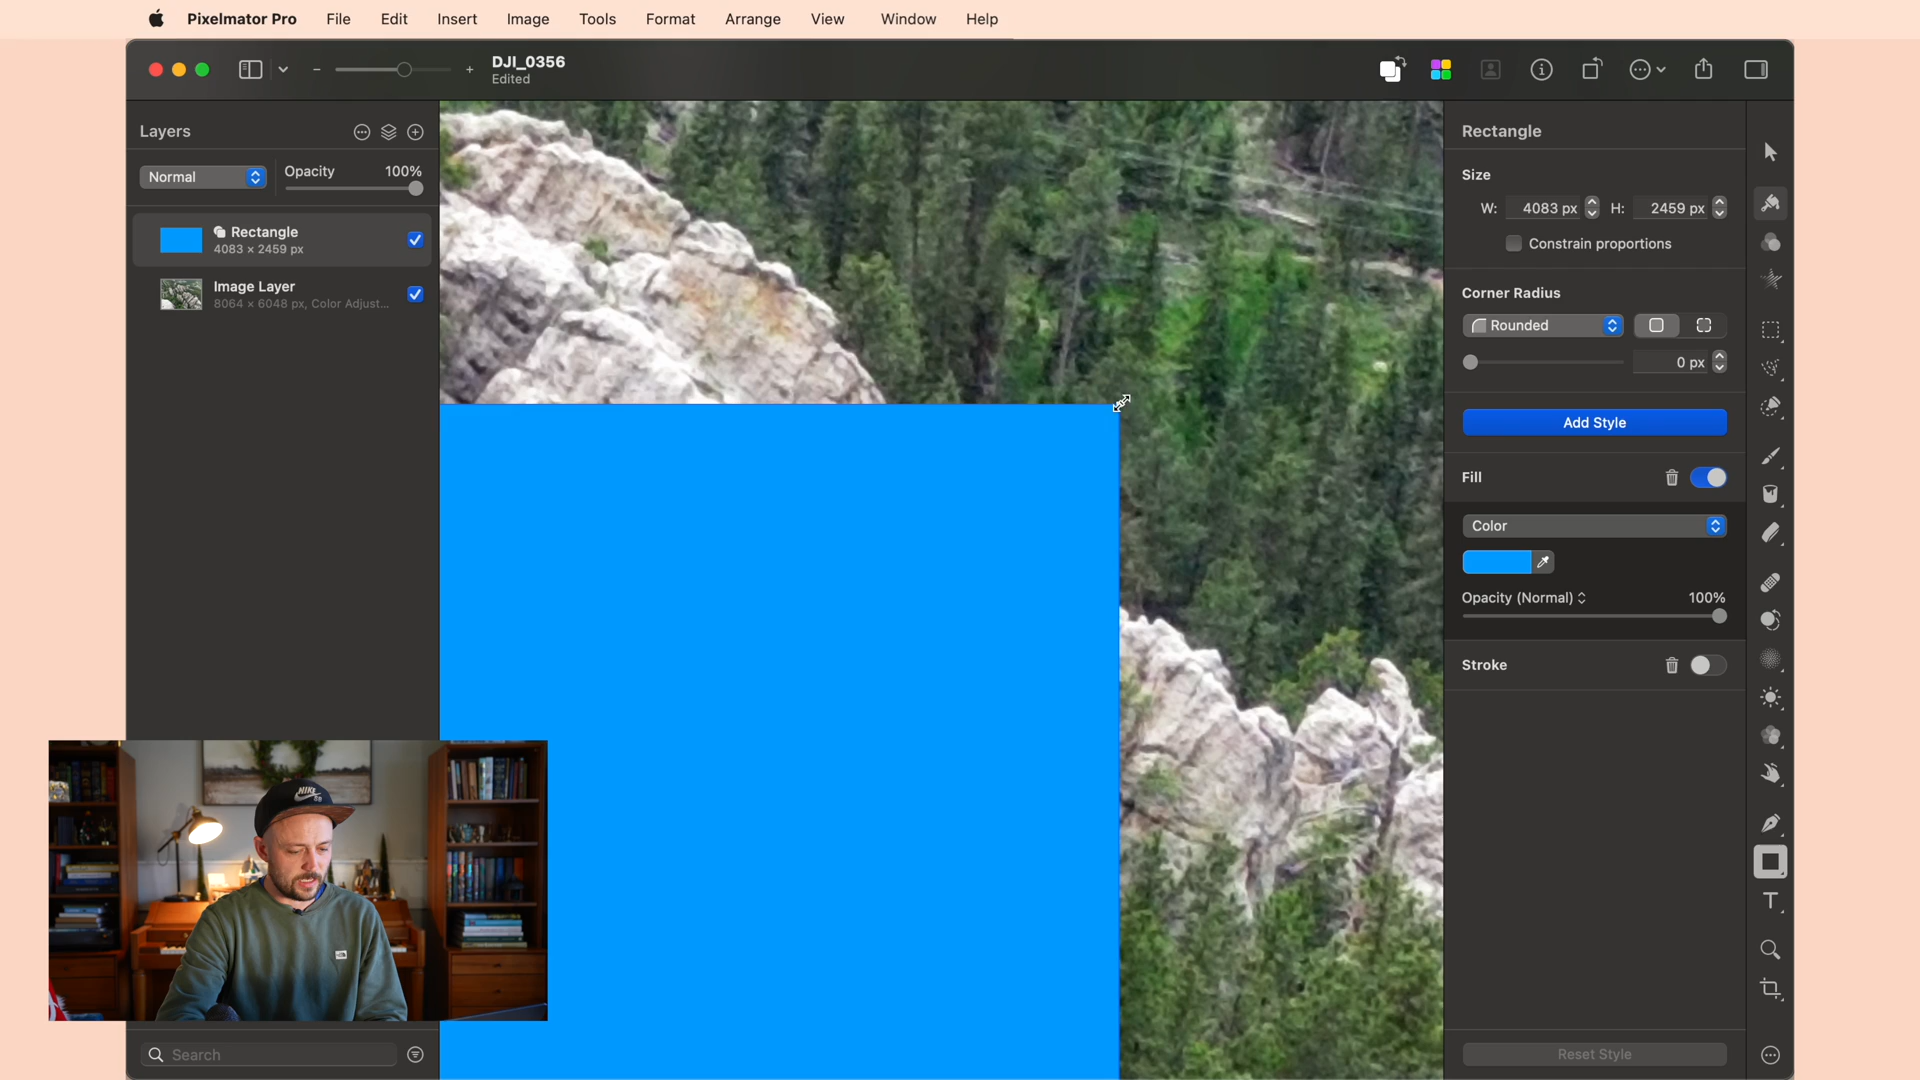 Pixelmator Pro File Edit Insert Image Tools Format Arrange View Window Help
DJI_0356
Edited
Layers
Normal
Opacity 100%
Rectangle
4083 × 2459 px
Image Layer
8064 × 6048 px, Color Adjust...
Search
NIKE
Rectangle
Size
W: 4083 px H: 2459 px
Constrain proportions
Corner Radius
Rounded
0 px
Add Style
Fill
Color
Opacity (Normal) 100%
Stroke
Reset Style